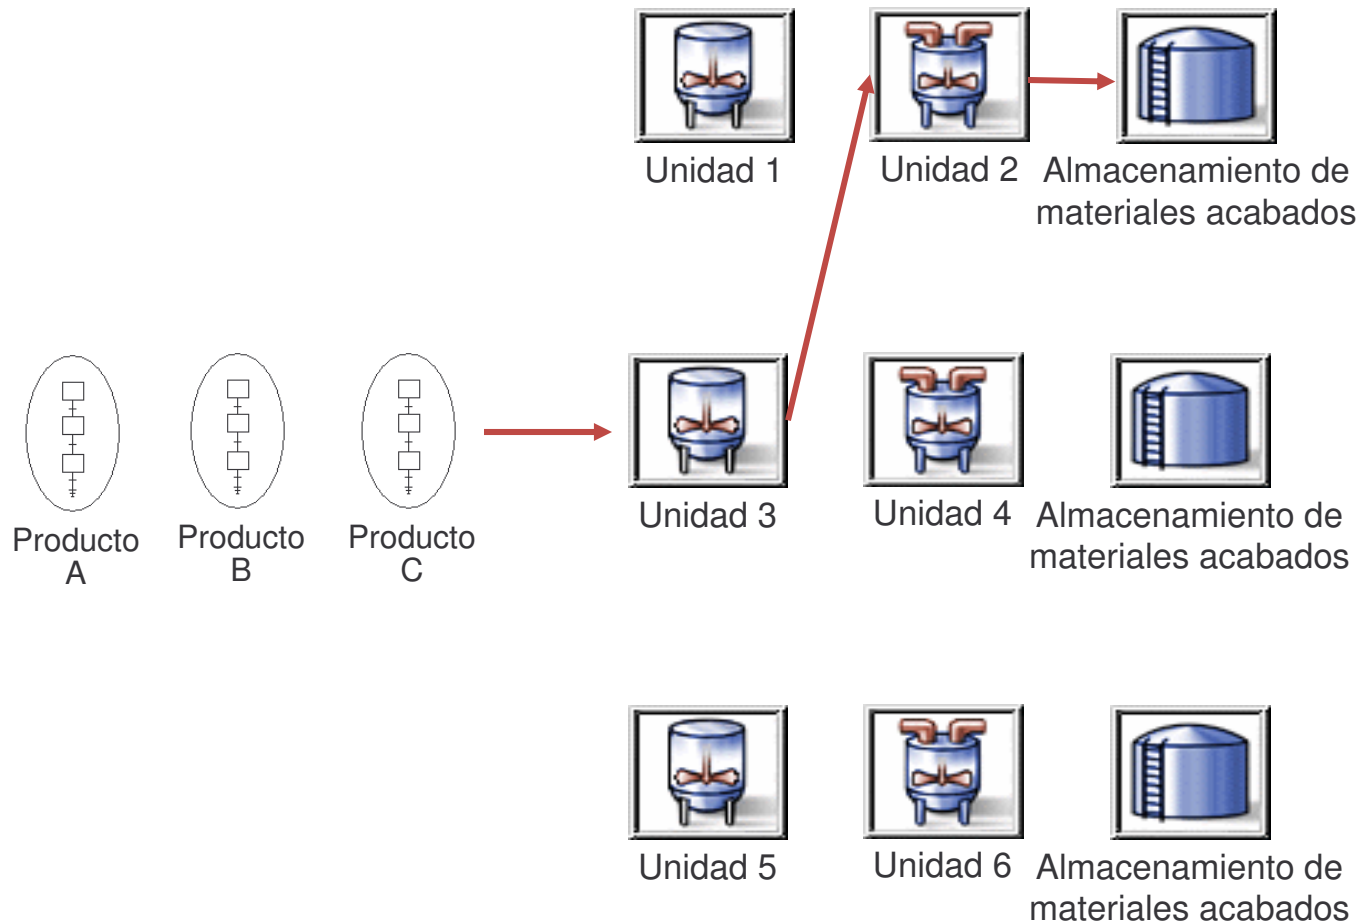 Unidad 1
Unidad 2
Almacenamiento de
materiales acabados
Producto
A
Producto
B
Producto
C
Unidad 3
Unidad 4
Almacenamiento de
materiales acabados
Unidad 5
Unidad 6
Almacenamiento de
materiales acabados